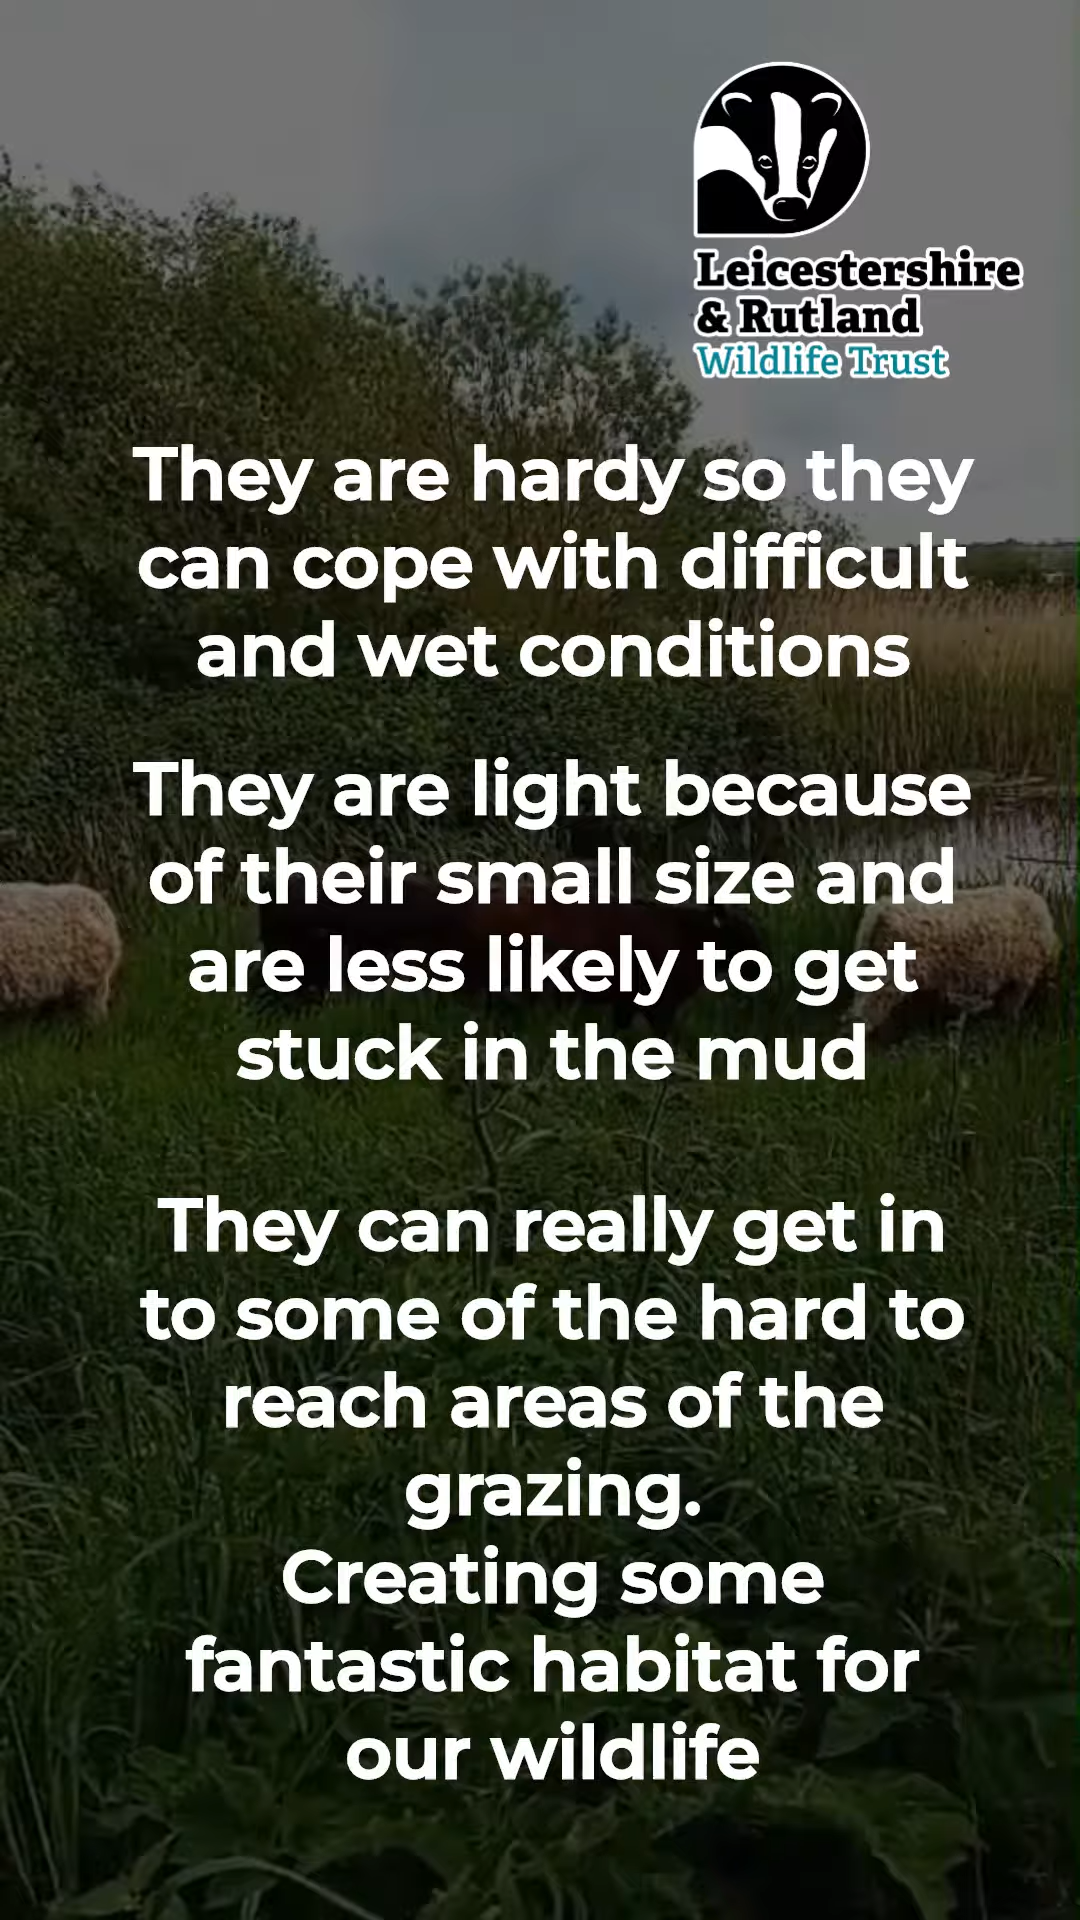 Leicestershire
& Rutland
Wildlife Trust
They are hardy so they
can cope with difficult
and wet conditions
They are light because
of their small size and
are less likely to get
stuck in the mud
They can really get in
to some of the hard to
reach areas of the
grazing.
Creating some
fantastic habitat for
our wildlife